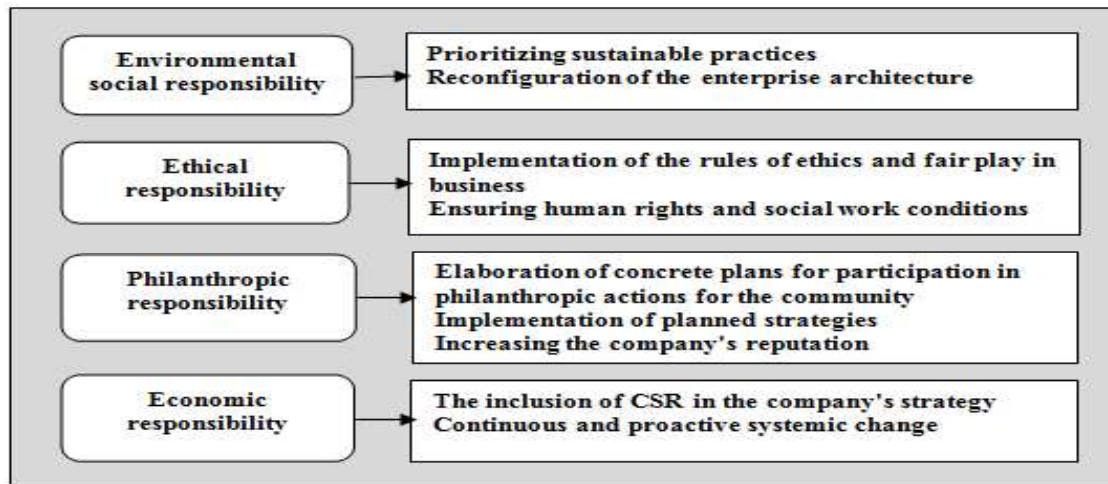 Environmental
social responsibility
Prioritizing sustainable practices
Reconfiguration of the enterprise architecture
Ethical
responsibility
Implementation of the rules of ethics and fair play in
business
Ensuring human rights and social work conditions
Philanthropic
responsibility
Elaboration of concrete plans for participation in
philanthropic actions for the community
Implementation of planned strategies
Increasing the company's reputation
Economic
responsibility
The inclusion of CSR in the company's strategy
Continuous and proactive systemic change